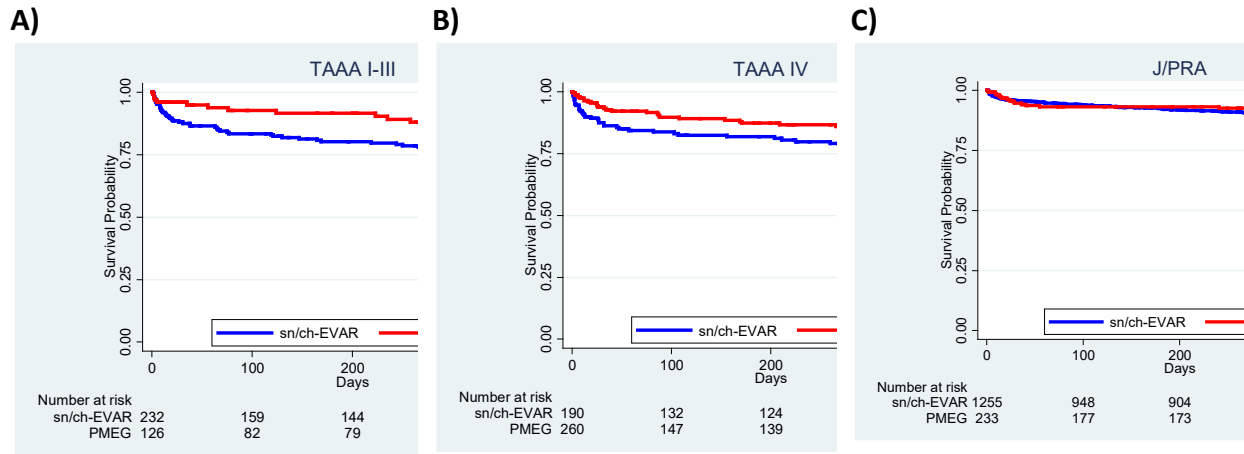 A)
TAAA I-III
Survival Probability
1.00
0.75
0.50
0.25
0.00
sn/ch-EVAR
0 100 200
Days
Number at risk
sn/ch-EVAR 232 159 144
PMEG 126 82 79
B)
TAAA IV
Survival Probability
1.00
0.75
0.50
0.25
0.00
sn/ch-EVAR
0 100 200
Days
Number at risk
sn/ch-EVAR 190 132 124
PMEG 260 147 139
C)
J/PRA
Survival Probability
1.00
0.75
0.50
0.25
0.00
sn/ch-EVAR
0 100 200
Days
Number at risk
sn/ch-EVAR 1255 948 904
PMEG 233 177 173